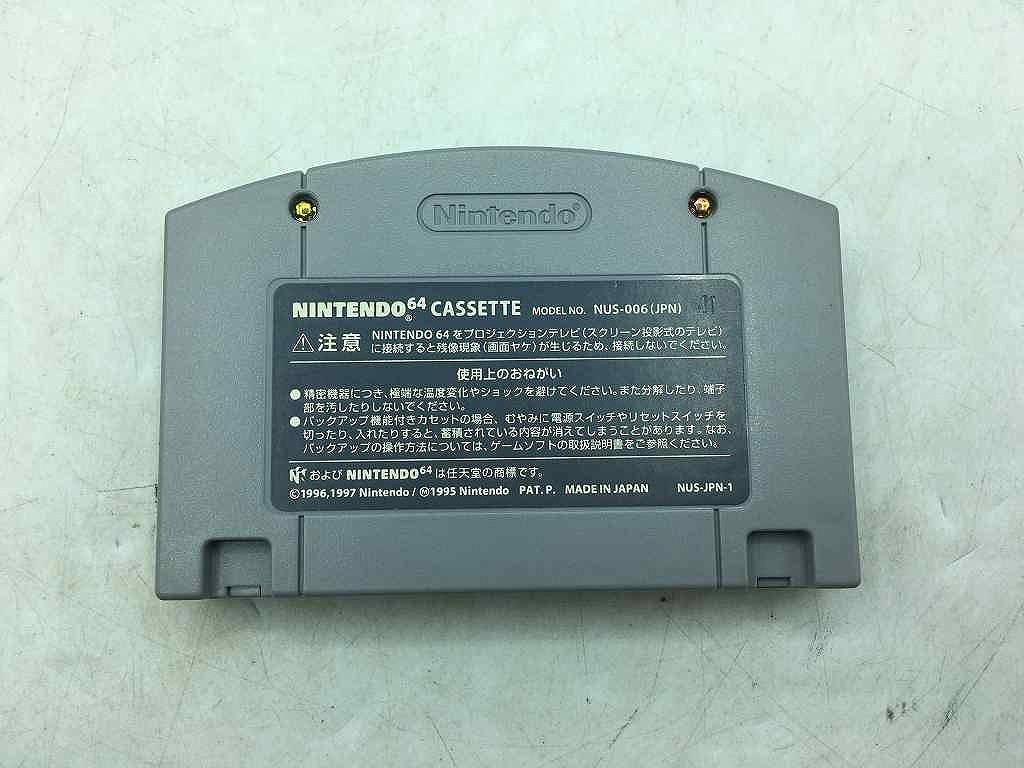 Nintendo®
NINTENDO®64 CASSETTE MODEL NO. NUS-006(JPN) 41
⚠注意 NINTENDO 64をプロジェクションテレビ(スクリーン投影式のテレビ)
に接続すると残像現象(画面ヤケ)が生じるため、接続しないでください。
使用上のおねがい
●精密機器につき、極端な温度変化やショックを避けてください。また分解したり、端子
部を汚したりしないでください。
●バックアップ機能付きカセットの場合、むやみに電源スイッチやリセットスイッチを
切ったり、入れたりすると、蓄積されている内容が消えてしまうことがあります。なお、
バックアップの操作方法については、ゲームソフトの取扱説明書をご参照ください。
および NINTENDO64 は任天堂の商標です。
©1996,1997 Nintendo / Ⓜ1995 Nintendo PAT. P. MADE IN JAPAN NUS-JPN-1